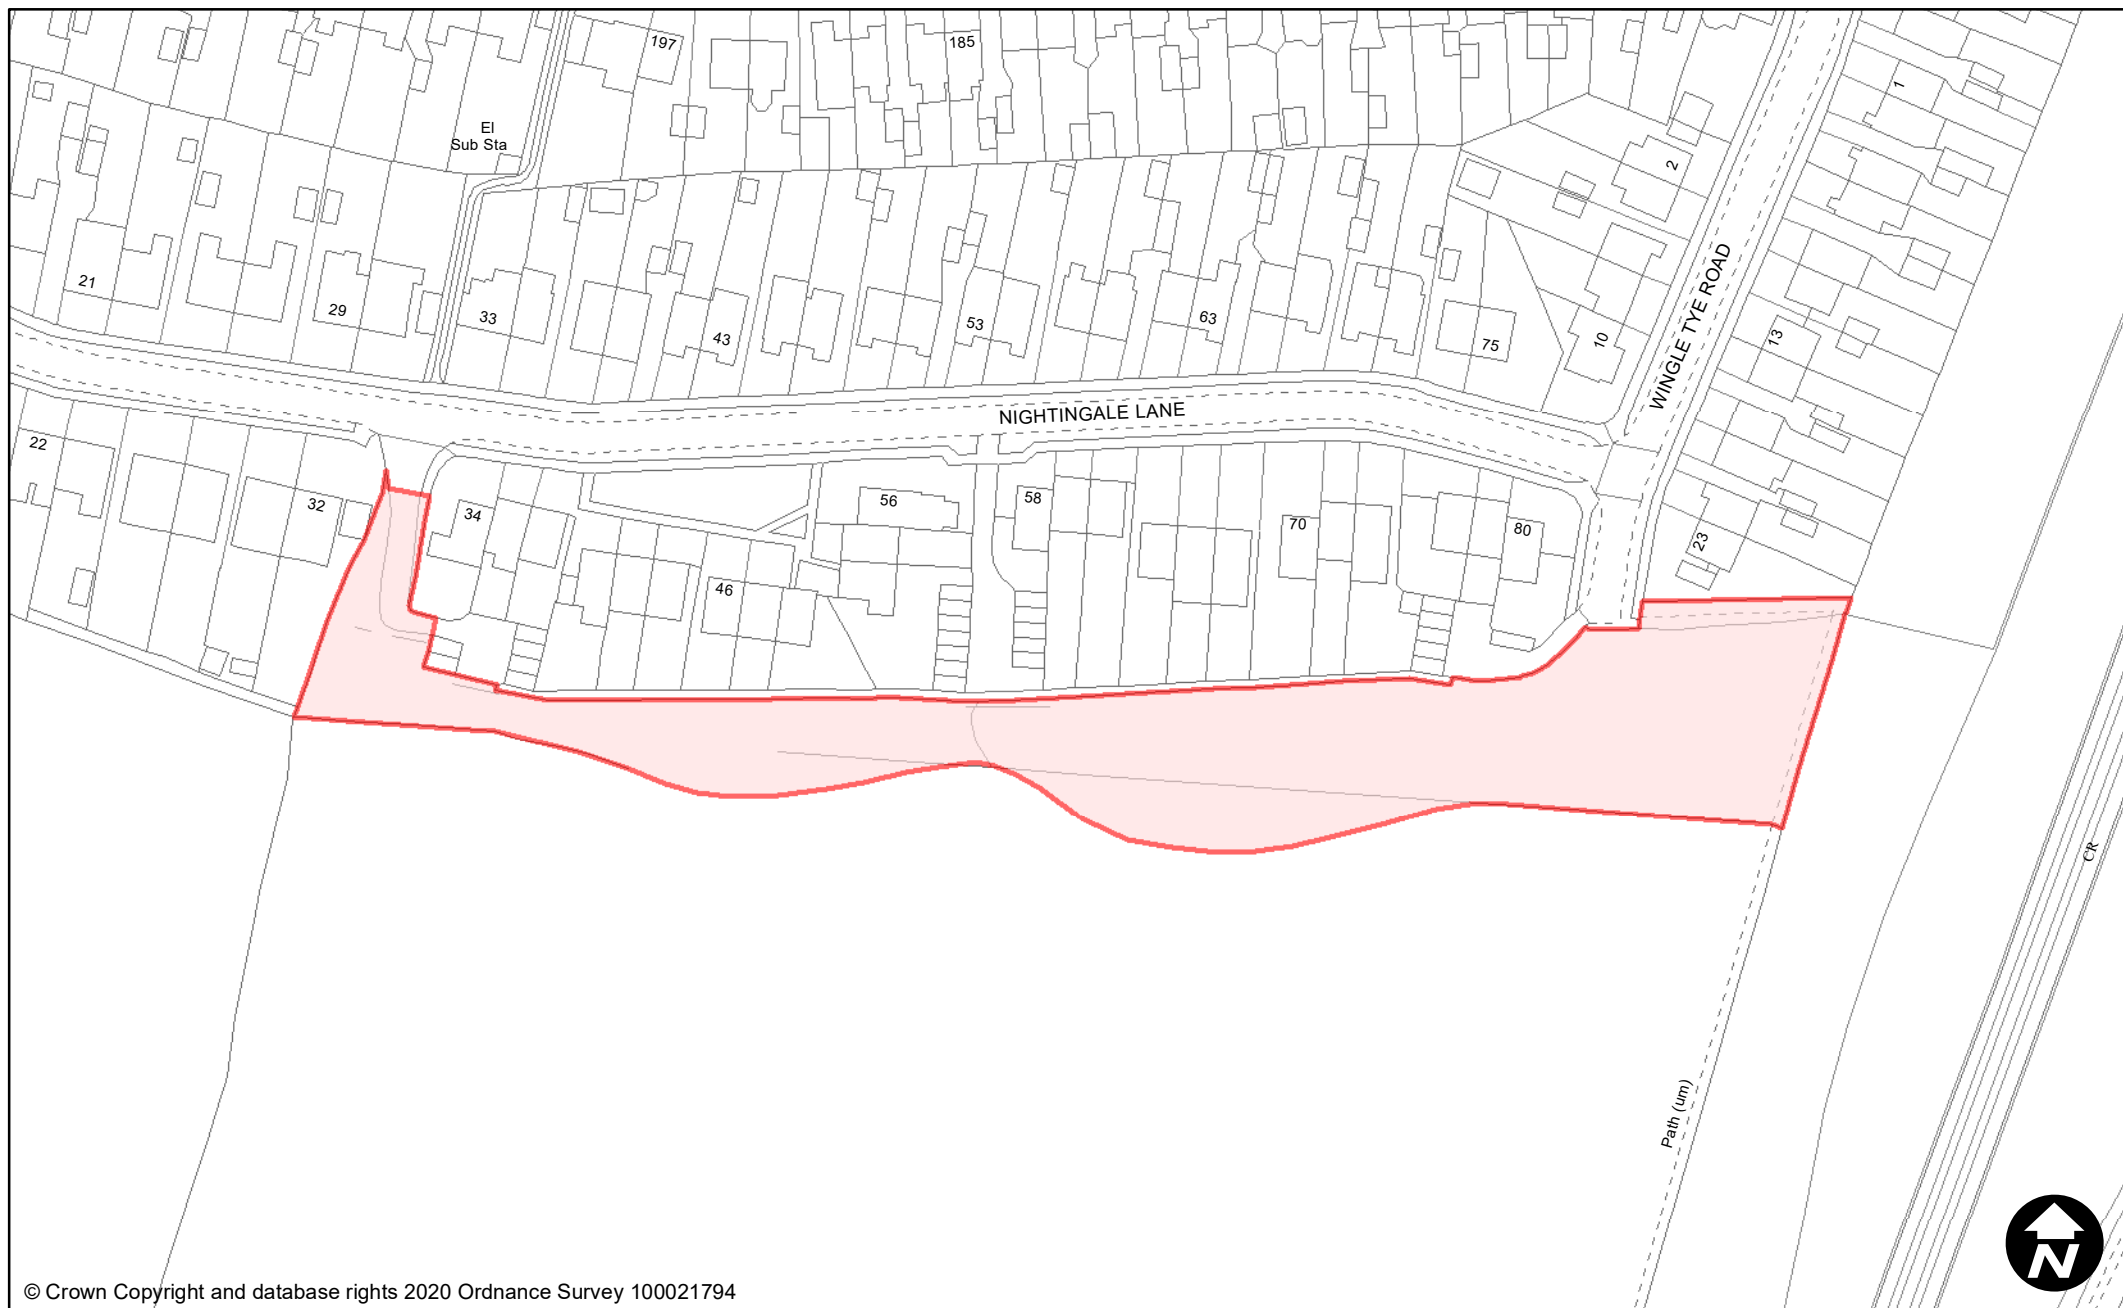 197
185
1
El
Sub Sta
2
21
29
33
43
53
63
75
10
WINGLE TYE ROAD
13
NIGHTINGALE LANE
22
32
34
56
58
70
80
23
46
CR
Path (um)
N
© Crown Copyright and database rights 2020 Ordnance Survey 100021794